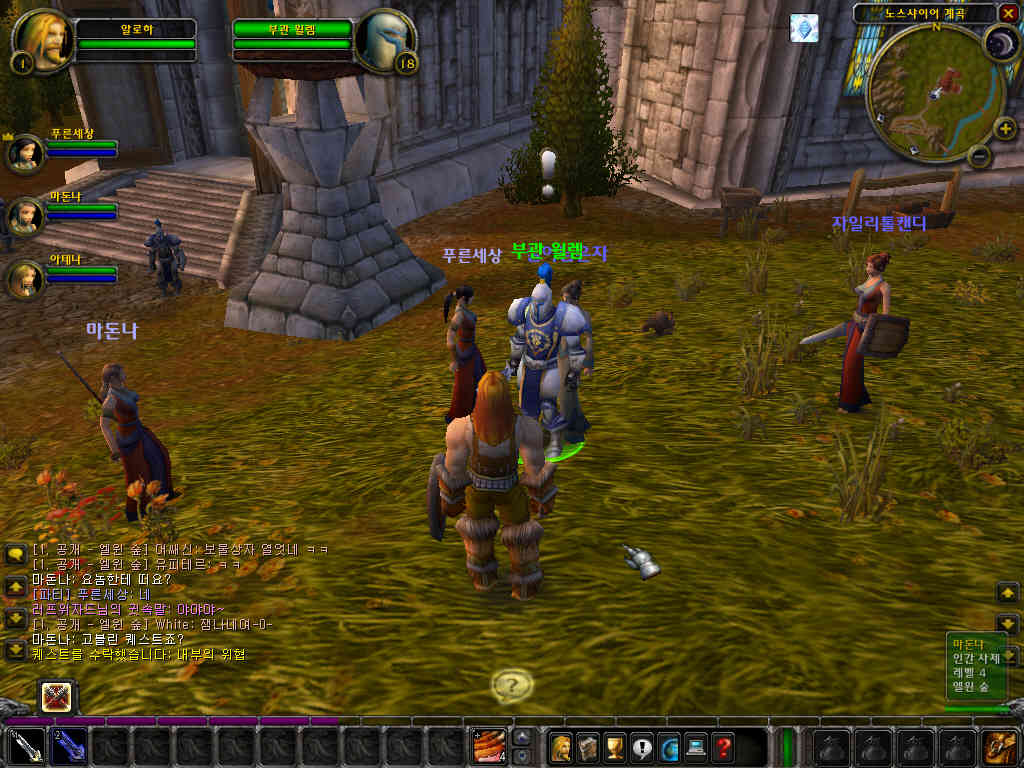 알로하
1
부관 윌렘
18
노스샤이어 계곡
N
푸른세상
마돈나
아테나
자일리톨캔디
푸른세상
부관 윌렘
마돈나
[1. 공개 - 엘윈 숲] 어쌔신: 보물상자 열엇네 ㅋㅋ
[1. 공개 - 엘윈 숲] 유피테르: ㅋㅋ
마돈나: 요놈한테 떠요?
[파티] 푸른세상: 네
러프위자드님의 귓속말: 야야야~
[1. 공개 - 엘윈 숲] White: 잼나네여-0-
마돈나: 고블린 퀘스트죠?
퀘스트를 수락했습니다: 내부의 위협
마돈나
인간 사제
레벨 4
엘윈 숲
2
4